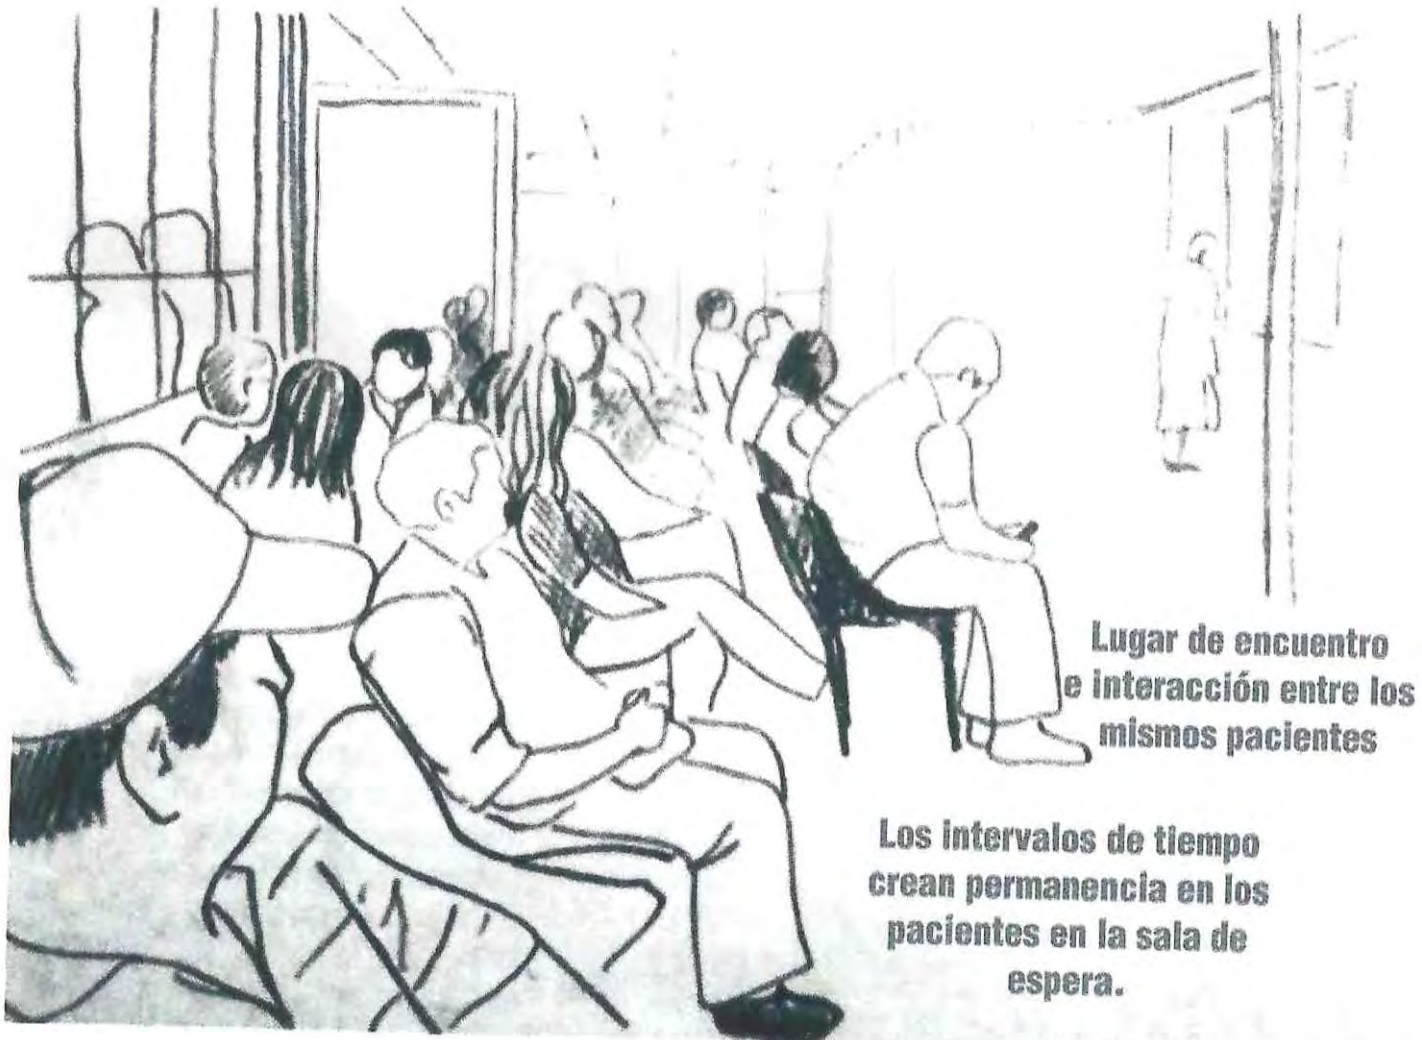 Lugar de encuentro
e interacción entre los
mismos pacientes
Los intervalos de tiempo
crean permanencia en los
pacientes en la sala de
espera.